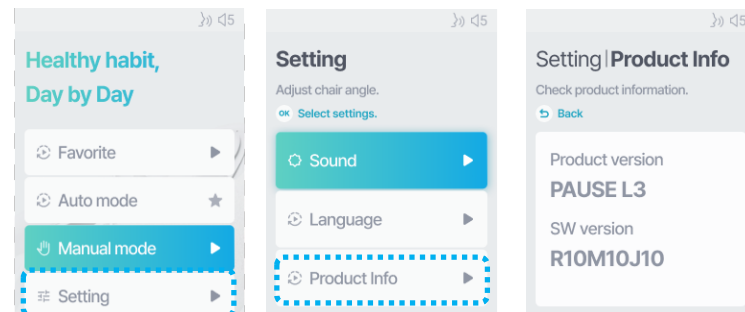 5
Healthy habit,
Day by Day
Favorite
Auto mode
Manual mode
Setting
5
Setting
Adjust chair angle.
OK Select settings.
Sound
Language
Product Info
5
Setting|Product Info
Check product information.
Back
Product version
PAUSE L3
SW version
R10M10J10